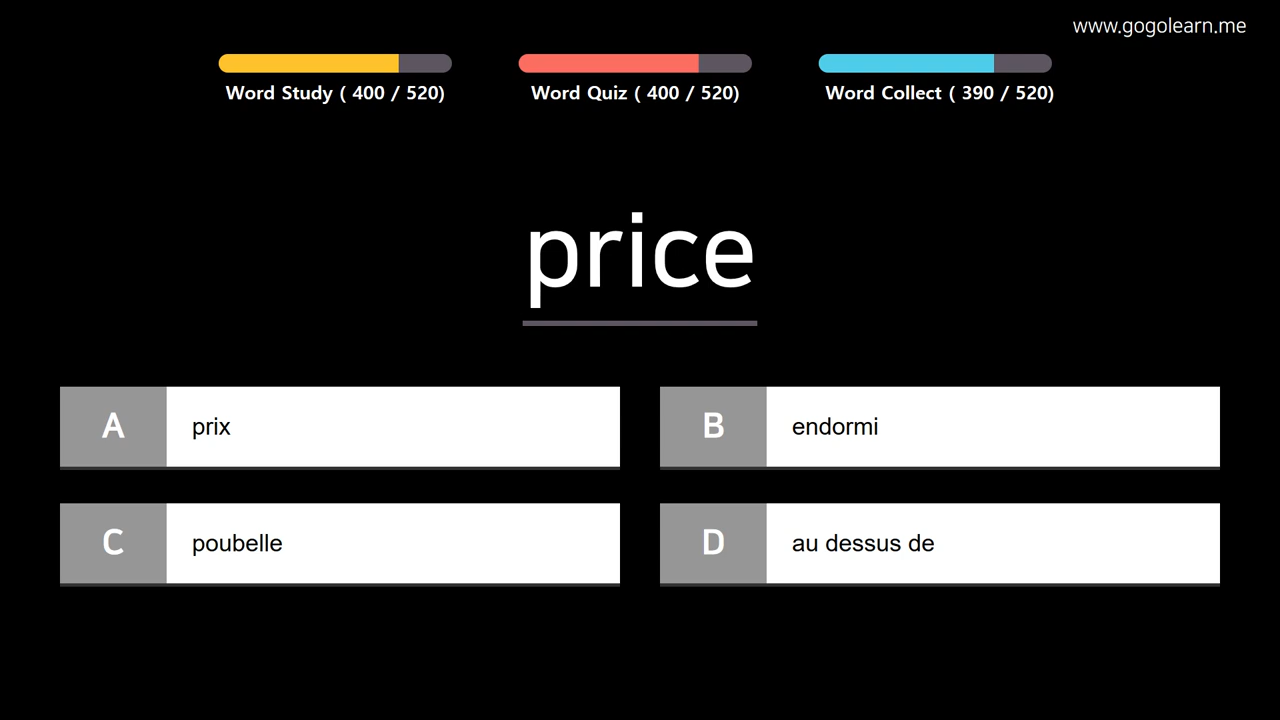 www.gogolearn.me
Word Study ( 400 / 520)
Word Quiz ( 400 / 520)
Word Collect ( 390 / 520)
price
A prix
B endormi
C poubelle
D au dessus de